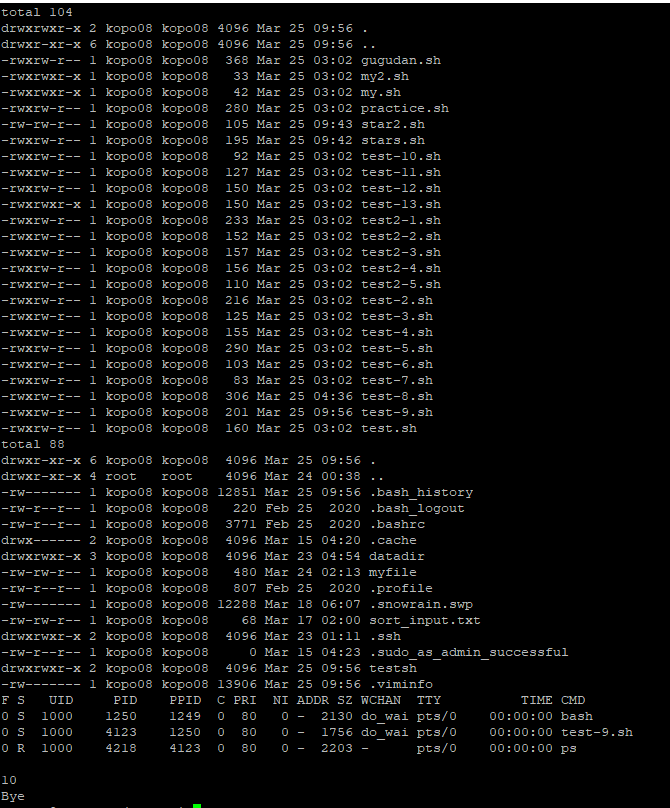 total 104
drwxrwxr-x 2 kopo08 kopo08 4096 Mar 25 09:56 .
drwxr-xr-x 6 kopo08 kopo08 4096 Mar 25 09:56 ..
-rwxrw-r-- 1 kopo08 kopo08  368 Mar 25 03:02 gugudan.sh
-rwxrwxr-x 1 kopo08 kopo08   33 Mar 25 03:02 my2.sh
-rwxrwxr-x 1 kopo08 kopo08   42 Mar 25 03:02 my.sh
-rwxrw-r-- 1 kopo08 kopo08  280 Mar 25 03:02 practice.sh
-rw-rw-r-- 1 kopo08 kopo08  105 Mar 25 09:43 star2.sh
-rwxrw-r-- 1 kopo08 kopo08  195 Mar 25 09:42 stars.sh
-rwxrw-r-- 1 kopo08 kopo08   92 Mar 25 03:02 test-10.sh
-rwxrw-r-- 1 kopo08 kopo08  127 Mar 25 03:02 test-11.sh
-rwxrw-r-- 1 kopo08 kopo08  150 Mar 25 03:02 test-12.sh
-rwxrwxr-x 1 kopo08 kopo08  150 Mar 25 03:02 test-13.sh
-rwxrw-r-- 1 kopo08 kopo08  233 Mar 25 03:02 test2-1.sh
-rwxrw-r-- 1 kopo08 kopo08  152 Mar 25 03:02 test2-2.sh
-rwxrw-r-- 1 kopo08 kopo08  157 Mar 25 03:02 test2-3.sh
-rwxrw-r-- 1 kopo08 kopo08  156 Mar 25 03:02 test2-4.sh
-rwxrw-r-- 1 kopo08 kopo08  110 Mar 25 03:02 test2-5.sh
-rwxrw-r-- 1 kopo08 kopo08  216 Mar 25 03:02 test-2.sh
-rwxrw-r-- 1 kopo08 kopo08  125 Mar 25 03:02 test-3.sh
-rwxrw-r-- 1 kopo08 kopo08  155 Mar 25 03:02 test-4.sh
-rwxrw-r-- 1 kopo08 kopo08  290 Mar 25 03:02 test-5.sh
-rwxrw-r-- 1 kopo08 kopo08  103 Mar 25 03:02 test-6.sh
-rwxrw-r-- 1 kopo08 kopo08   83 Mar 25 03:02 test-7.sh
-rwxrw-r-- 1 kopo08 kopo08  306 Mar 25 04:36 test-8.sh
-rwxrw-r-- 1 kopo08 kopo08  201 Mar 25 09:56 test-9.sh
-rwxrw-r-- 1 kopo08 kopo08  160 Mar 25 03:02 test.sh
total 88
drwxr-xr-x 6 kopo08 kopo08  4096 Mar 25 09:56 .
drwxr-xr-x 4 root   root    4096 Mar 24 00:38 ..
-rw------- 1 kopo08 kopo08 12851 Mar 25 09:56 .bash_history
-rw-r--r-- 1 kopo08 kopo08   220 Feb 25  2020 .bash_logout
-rw-r--r-- 1 kopo08 kopo08  3771 Feb 25  2020 .bashrc
drwx------ 2 kopo08 kopo08  4096 Mar 15 04:20 .cache
drwxrwxr-x 3 kopo08 kopo08  4096 Mar 23 04:54 datadir
-rw-rw-r-- 1 kopo08 kopo08   480 Mar 24 02:13 myfile
-rw-r--r-- 1 kopo08 kopo08   807 Feb 25  2020 .profile
-rw------- 1 kopo08 kopo08 12288 Mar 18 06:07 .snowrain.swp
-rw-rw-r-- 1 kopo08 kopo08    68 Mar 17 02:00 sort_input.txt
drwxrwxr-x 2 kopo08 kopo08  4096 Mar 23 01:11 .ssh
-rw-r--r-- 1 kopo08 kopo08     0 Mar 15 04:23 .sudo_as_admin_successful
drwxrwxr-x 2 kopo08 kopo08  4096 Mar 25 09:56 testsh
-rw------- 1 kopo08 kopo08 13906 Mar 25 09:56 .viminfo
F S   UID     PID    PPID  C PRI  NI ADDR SZ WCHAN  TTY          TIME CMD
0 S  1000    1250    1249  0  80   0 -  2130 do_wai pts/0    00:00:00 bash
0 S  1000    4123    1250  0  80   0 -  1756 do_wai pts/0    00:00:00 test-9.sh
0 R  1000    4218    4123  0  80   0 -  2203 -      pts/0    00:00:00 ps
10
Bye